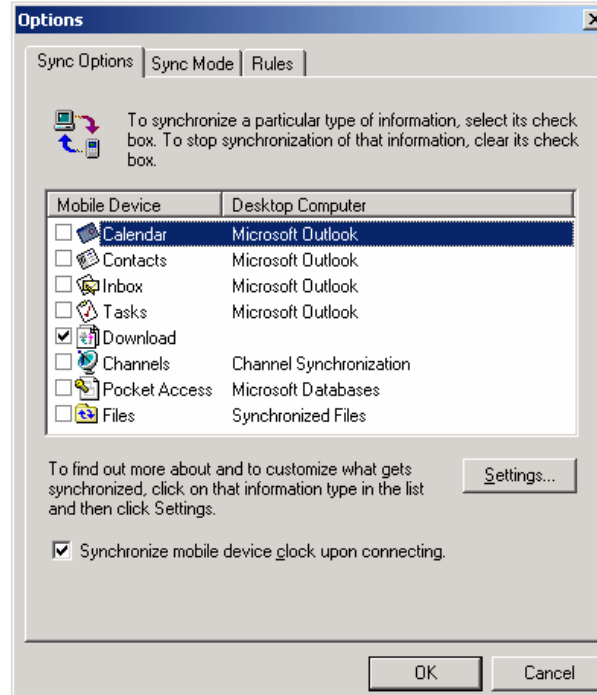 Options
Sync Options Sync Mode Rules
To synchronize a particular type of information, select its check
box. To stop synchronization of that information, clear its check
box.
Mobile Device Desktop Computer
Calendar Microsoft Outlook
Contacts Microsoft Outlook
Inbox Microsoft Outlook
Tasks Microsoft Outlook
Download
Channels Channel Synchronization
Pocket Access Microsoft Databases
Files Synchronized Files
To find out more about and to customize what gets
synchronized, click on that information type in the list
and then click Settings.
Settings...
Synchronize mobile device clock upon connecting.
OK Cancel